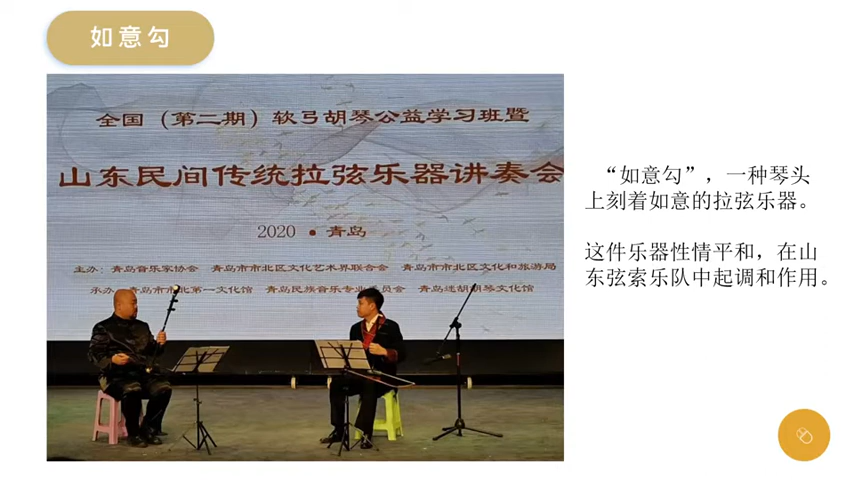 如意勾
全国（第二期）软弓胡琴公益学习班暨
山东民间传统拉弦乐器讲奏会
2020 • 青岛
主办：青岛音乐家协会 青岛市市北区文化艺术界联合会 青岛市市北区文化和旅游局
承办：青岛市市北第一文化馆 青岛民族音乐专业委员会 青岛迷胡胡琴文化馆
“如意勾”，一种琴头
上刻着如意的拉弦乐器。
这件乐器性情平和，在山
东弦索乐队中起调和作用。